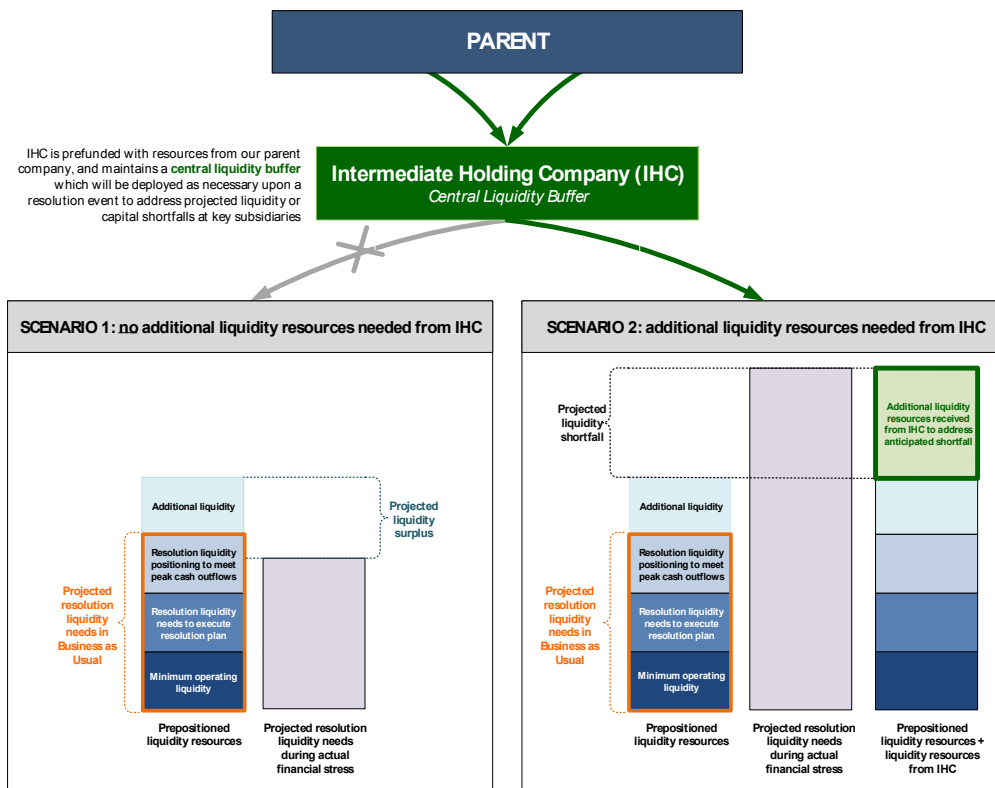 PARENT
IHC is prefunded with resources from our parent
company, and maintains a central liquidity buffer
which will be deployed as necessary upon a
resolution event to address projected liquidity or
capital shortfalls at key subsidiaries
Intermediate Holding Company (IHC)
Central Liquidity Buffer
SCENARIO 1: no additional liquidity resources needed from IHC
Additional liquidity
Projected
liquidity
surplus
Resolution liquidity
positioning to meet
peak cash outflows
Projected
resolution
liquidity
needs in
Business as
Usual
Resolution liquidity
needs to execute
resolution plan
Minimum operating
liquidity
Prepositioned
liquidity resources
Projected resolution
liquidity needs
during actual
financial stress
SCENARIO 2: additional liquidity resources needed from IHC
Projected
liquidity
shortfall
Additional liquidity
resources received
from IHC to address
anticipated shortfall
Additional liquidity
Resolution liquidity
positioning to meet
peak cash outflows
Projected
resolution
liquidity
needs in
Business as
Usual
Resolution liquidity
needs to execute
resolution plan
Minimum operating
liquidity
Prepositioned
liquidity resources
Projected resolution
liquidity needs
during actual
financial stress
Prepositioned
liquidity resources +
liquidity resources
from IHC